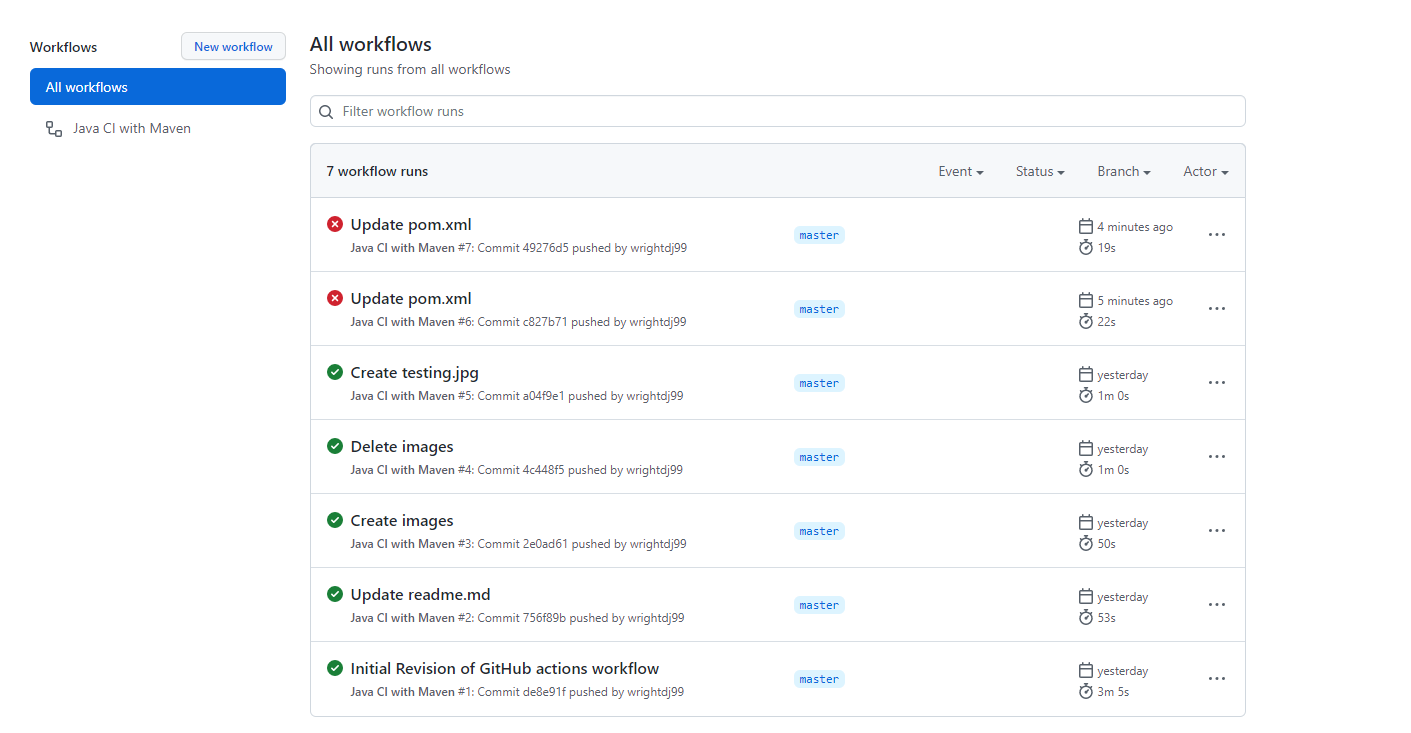 Workflows
New workflow
All workflows
Java CI with Maven
All workflows
Showing runs from all workflows
Filter workflow runs
7 workflow runs
Event
Status
Branch
Actor
Update pom.xml
Java CI with Maven #7: Commit 49276d5 pushed by wrightdj99
master
4 minutes ago
19s
Update pom.xml
Java CI with Maven #6: Commit c827b71 pushed by wrightdj99
master
5 minutes ago
22s
Create testing.jpg
Java CI with Maven #5: Commit a04f9e1 pushed by wrightdj99
master
yesterday
1m 0s
Delete images
Java CI with Maven #4: Commit 4c448f5 pushed by wrightdj99
master
yesterday
1m 0s
Create images
Java CI with Maven #3: Commit 2e0ad61 pushed by wrightdj99
master
yesterday
50s
Update readme.md
Java CI with Maven #2: Commit 756f89b pushed by wrightdj99
master
yesterday
53s
Initial Revision of GitHub actions workflow
Java CI with Maven #1: Commit de8e91f pushed by wrightdj99
master
yesterday
3m 5s